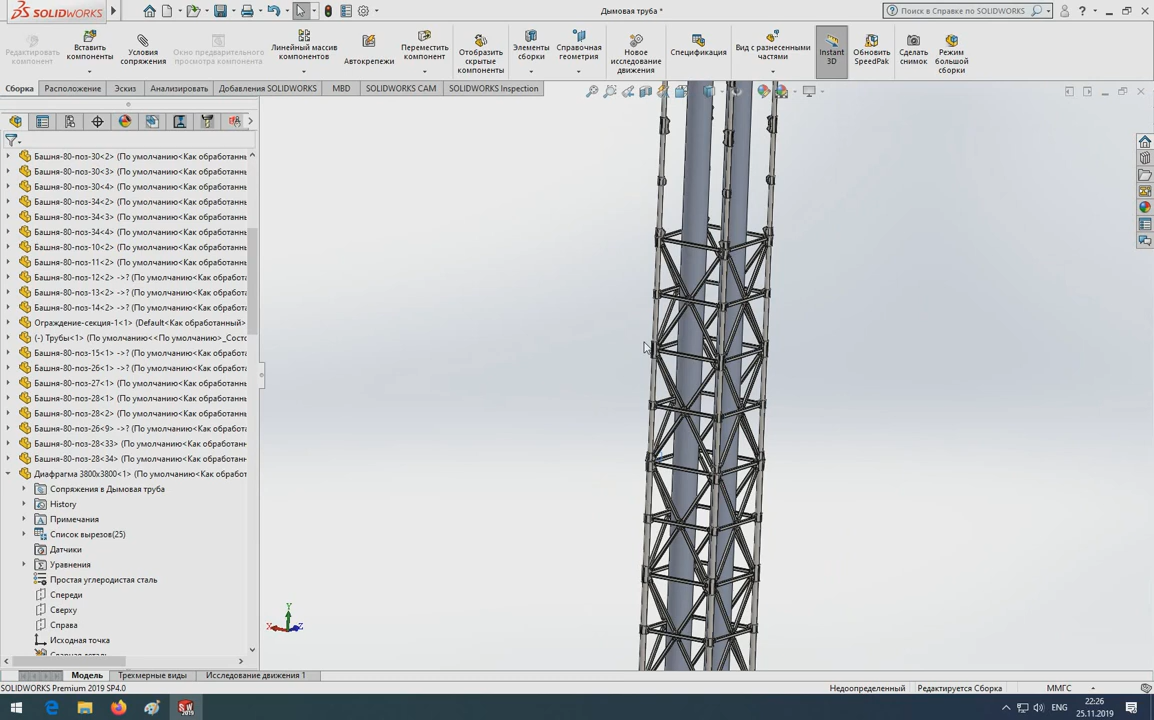 SOLIDWORKS
Дымовая труба *
Поиск в Справке по SOLIDWORKS
Редактировать компонент
Вставить компоненты
Условия сопряжения
Окно предварительного просмотра компонента
Линейный массив компонентов
Автокрепежи
Переместить компонент
Отобразить скрытые компоненты
Элементы сборки
Справочная геометрия
Новое исследование движения
Спецификация
Вид с разнесенными частями
Instant 3D
Обновить SpeedPak
Сделать снимок
Режим большой сборки
Сборка
Расположение
Эскиз
Анализировать
Добавления SOLIDWORKS
MBD
SOLIDWORKS CAM
SOLIDWORKS Inspection
Башня-80-поз-30<2> (По умолчанию<Как обработанн
Башня-80-поз-30<3> (По умолчанию<Как обработанн
Башня-80-поз-30<4> (По умолчанию<Как обработанн
Башня-80-поз-34<2> (По умолчанию<Как обработанн
Башня-80-поз-34<3> (По умолчанию<Как обработанн
Башня-80-поз-34<4> (По умолчанию<Как обработанн
Башня-80-поз-10<2> (По умолчанию<Как обработанн
Башня-80-поз-11<2> (По умолчанию<Как обработанн
Башня-80-поз-12<2> ->? (По умолчанию<Как обработа
Башня-80-поз-13<2> ->? (По умолчанию<Как обработа
Башня-80-поз-14<2> ->? (По умолчанию<Как обработа
Ограждение-секция-1<1> (Default<Как обработанный>
(-) Трубы<1> (По умолчанию<<По умолчанию>_Состо
Башня-80-поз-15<1> ->? (По умолчанию<Как обработа
Башня-80-поз-26<1> ->? (По умолчанию<Как обработа
Башня-80-поз-27<1> (По умолчанию<Как обработанн
Башня-80-поз-28<1> (По умолчанию<Как обработанн
Башня-80-поз-28<2> (По умолчанию<Как обработанн
Башня-80-поз-26<9> ->? (По умолчанию<Как обработа
Башня-80-поз-28<33> (По умолчанию<Как обработанн
Башня-80-поз-28<34> (По умолчанию<Как обработанн
Диафрагма 3800x3800<1> (По умолчанию<Как обработ
Сопряжения в Дымовая труба
History
Примечания
Список вырезов(25)
Датчики
Уравнения
Простая углеродистая сталь
Спереди
Сверху
Справа
Исходная точка
Y
X
Z
Модель
Трехмерные виды
Исследование движения 1
SOLIDWORKS Premium 2019 SP4.0
Недоопределенный
Редактируется Сборка
ММГС
ENG
22:26
25.11.2019